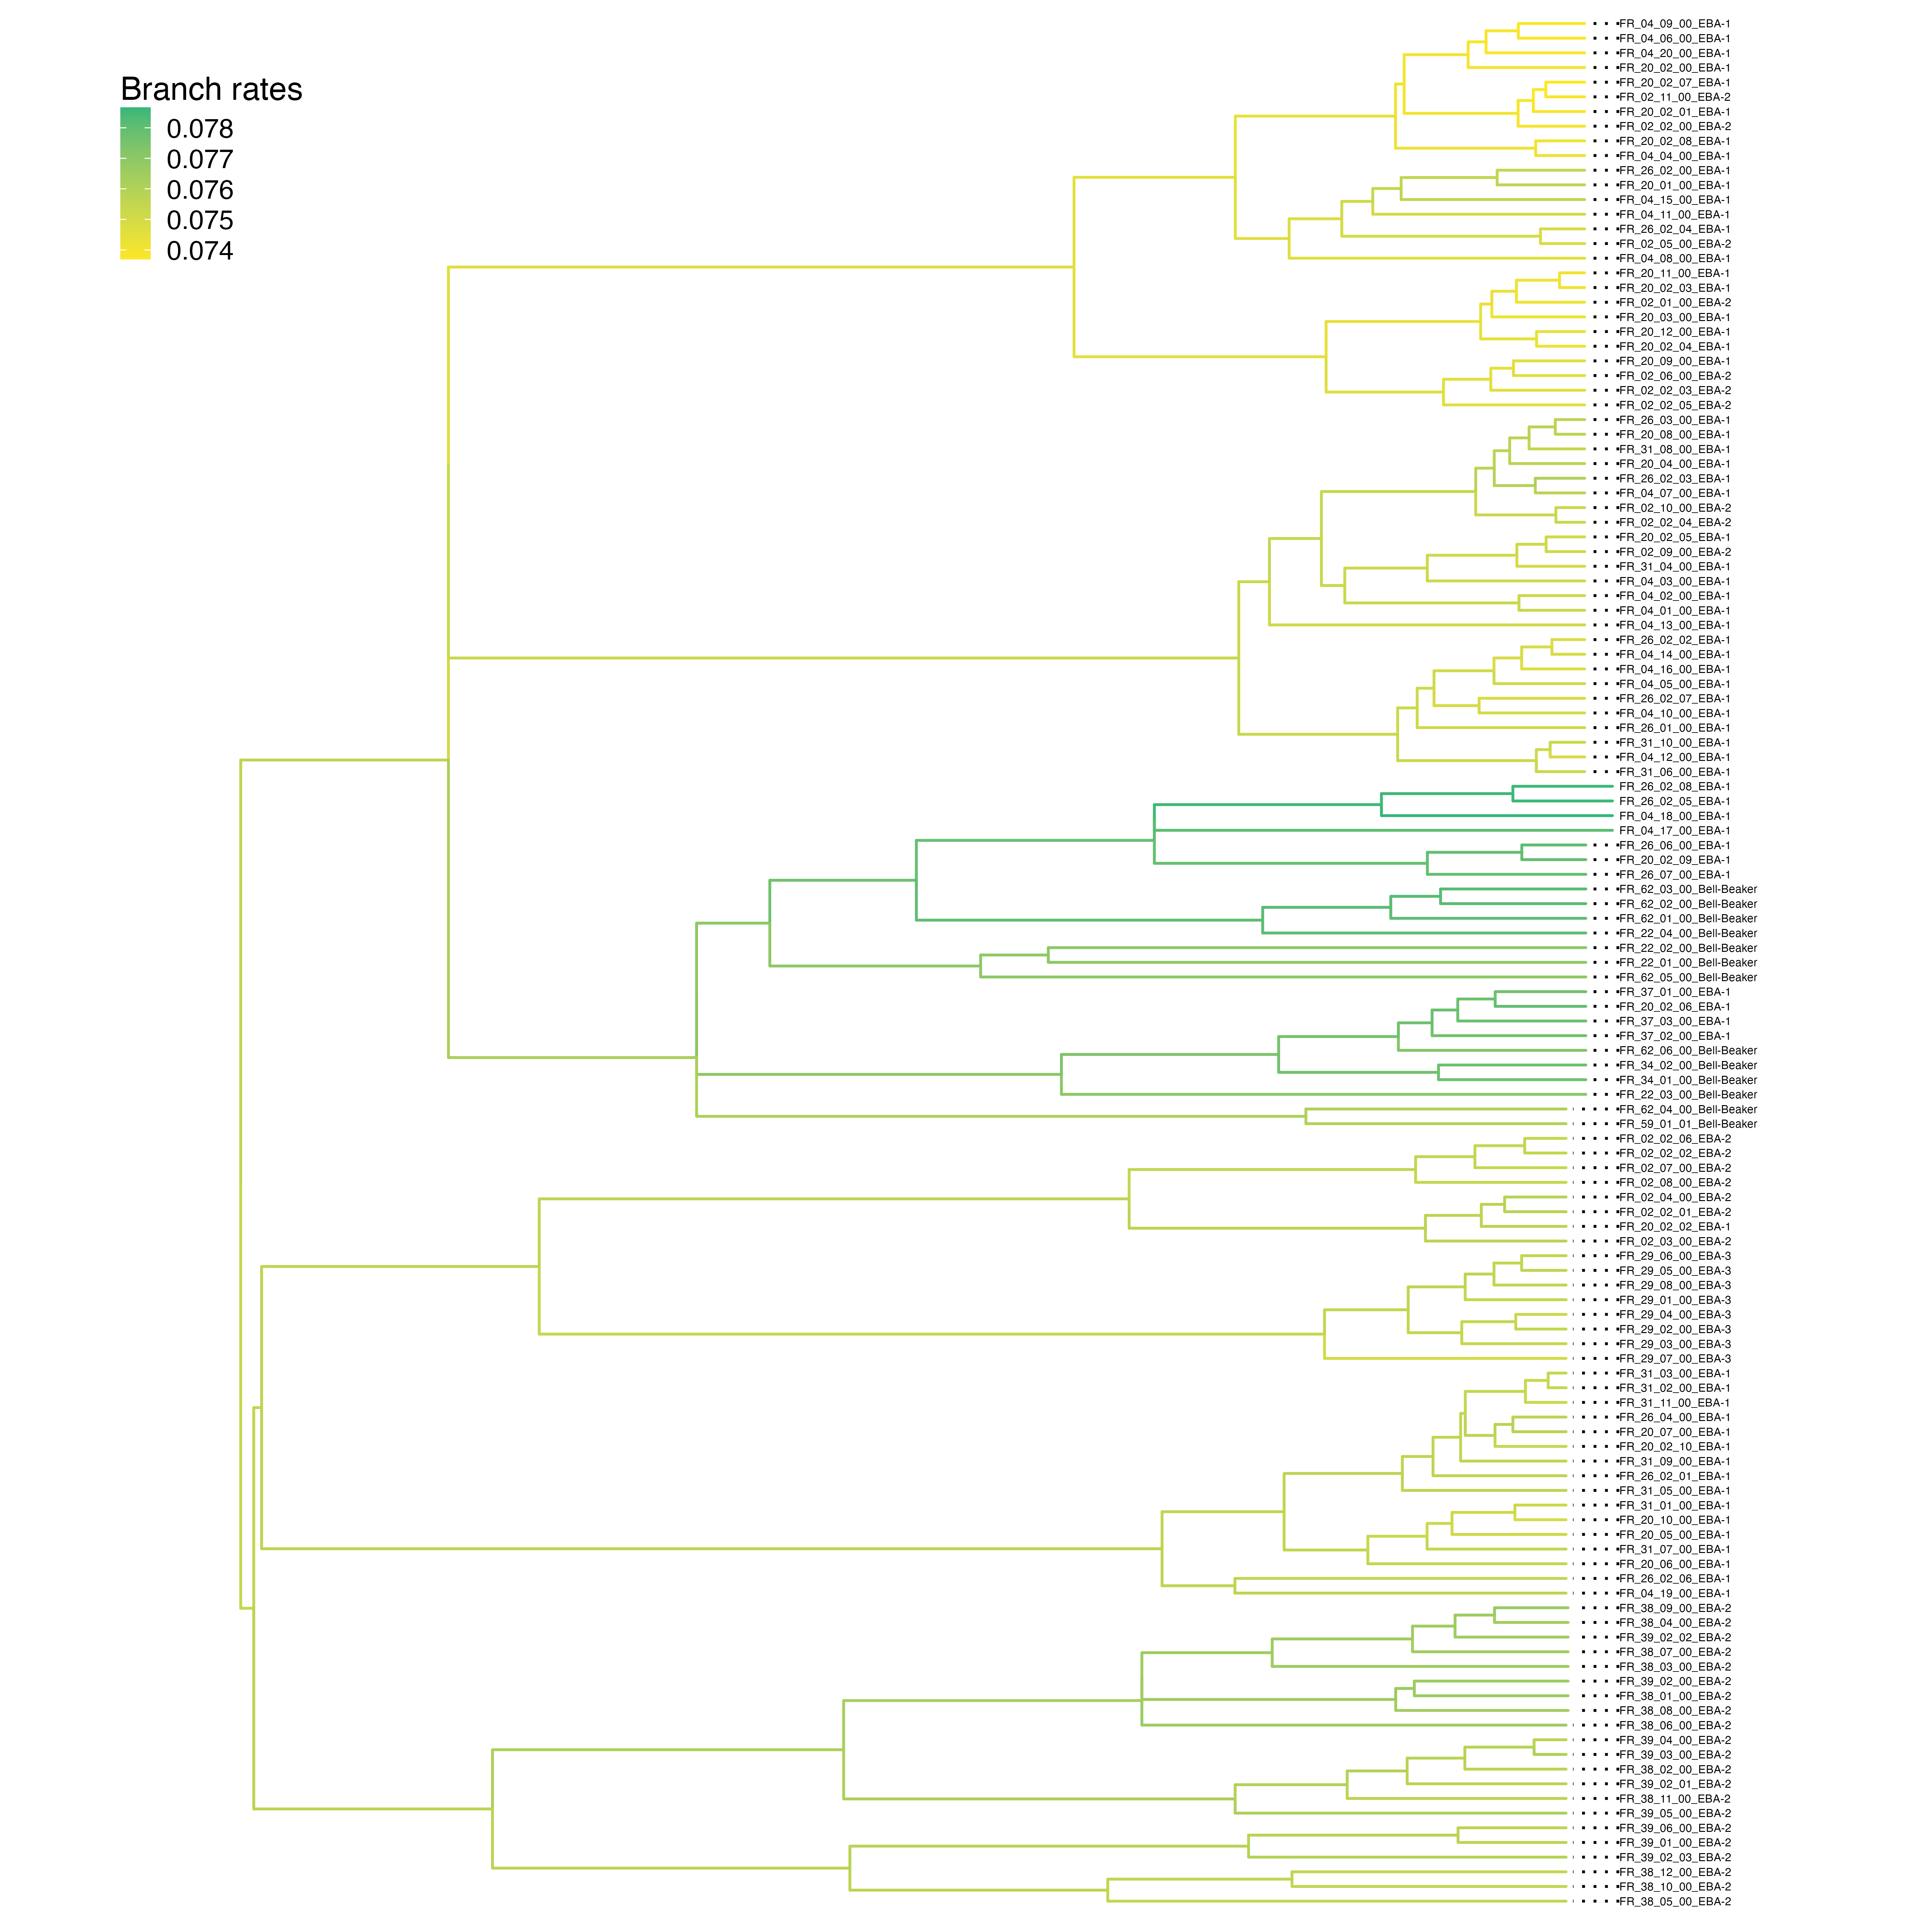 Branch rates
0.078
0.077
0.076
0.075
0.074
FR_04_09_00_EBA-1
FR_04_06_00_EBA-1
FR_04_20_00_EBA-1
FR_20_02_00_EBA-1
FR_20_02_07_EBA-1
FR_02_11_00_EBA-2
FR_20_02_01_EBA-1
FR_02_02_00_EBA-2
FR_20_02_08_EBA-1
FR_04_04_00_EBA-1
FR_26_02_00_EBA-1
FR_20_01_00_EBA-1
FR_04_15_00_EBA-1
FR_04_11_00_EBA-1
FR_26_02_04_EBA-1
FR_02_05_00_EBA-2
FR_04_08_00_EBA-1
FR_20_11_00_EBA-1
FR_20_02_03_EBA-1
FR_02_01_00_EBA-2
FR_20_03_00_EBA-1
FR_20_12_00_EBA-1
FR_20_02_04_EBA-1
FR_20_09_00_EBA-1
FR_02_06_00_EBA-2
FR_02_02_03_EBA-2
FR_02_02_05_EBA-2
FR_26_03_00_EBA-1
FR_20_08_00_EBA-1
FR_31_08_00_EBA-1
FR_20_04_00_EBA-1
FR_26_02_03_EBA-1
FR_04_07_00_EBA-1
FR_02_10_00_EBA-2
FR_02_02_04_EBA-2
FR_20_02_05_EBA-1
FR_02_09_00_EBA-2
FR_31_04_00_EBA-1
FR_04_03_00_EBA-1
FR_04_02_00_EBA-1
FR_04_01_00_EBA-1
FR_04_13_00_EBA-1
FR_26_02_02_EBA-1
FR_04_14_00_EBA-1
FR_04_16_00_EBA-1
FR_04_05_00_EBA-1
FR_26_02_07_EBA-1
FR_04_10_00_EBA-1
FR_26_01_00_EBA-1
FR_31_10_00_EBA-1
FR_04_12_00_EBA-1
FR_31_06_00_EBA-1
FR_26_02_08_EBA-1
FR_26_02_05_EBA-1
FR_04_18_00_EBA-1
FR_04_17_00_EBA-1
FR_26_06_00_EBA-1
FR_20_02_09_EBA-1
FR_26_07_00_EBA-1
FR_62_03_00_Bell-Beaker
FR_62_02_00_Bell-Beaker
FR_62_01_00_Bell-Beaker
FR_22_04_00_Bell-Beaker
FR_22_02_00_Bell-Beaker
FR_22_01_00_Bell-Beaker
FR_62_05_00_Bell-Beaker
FR_37_01_00_EBA-1
FR_20_02_06_EBA-1
FR_37_03_00_EBA-1
FR_37_02_00_EBA-1
FR_62_06_00_Bell-Beaker
FR_34_02_00_Bell-Beaker
FR_34_01_00_Bell-Beaker
FR_22_03_00_Bell-Beaker
FR_62_04_00_Bell-Beaker
FR_59_01_01_Bell-Beaker
FR_02_02_06_EBA-2
FR_02_02_02_EBA-2
FR_02_07_00_EBA-2
FR_02_08_00_EBA-2
FR_02_04_00_EBA-2
FR_02_02_01_EBA-2
FR_20_02_02_EBA-1
FR_02_03_00_EBA-2
FR_29_06_00_EBA-3
FR_29_05_00_EBA-3
FR_29_08_00_EBA-3
FR_29_01_00_EBA-3
FR_29_04_00_EBA-3
FR_29_02_00_EBA-3
FR_29_03_00_EBA-3
FR_29_07_00_EBA-3
FR_31_03_00_EBA-1
FR_31_02_00_EBA-1
FR_31_11_00_EBA-1
FR_26_04_00_EBA-1
FR_20_07_00_EBA-1
FR_20_02_10_EBA-1
FR_31_09_00_EBA-1
FR_26_02_01_EBA-1
FR_31_05_00_EBA-1
FR_31_01_00_EBA-1
FR_20_10_00_EBA-1
FR_20_05_00_EBA-1
FR_31_07_00_EBA-1
FR_20_06_00_EBA-1
FR_26_02_06_EBA-1
FR_04_19_00_EBA-1
FR_38_09_00_EBA-2
FR_38_04_00_EBA-2
FR_39_02_02_EBA-2
FR_38_07_00_EBA-2
FR_38_03_00_EBA-2
FR_39_02_00_EBA-2
FR_38_01_00_EBA-2
FR_38_08_00_EBA-2
FR_38_06_00_EBA-2
FR_39_04_00_EBA-2
FR_39_03_00_EBA-2
FR_38_02_00_EBA-2
FR_39_02_01_EBA-2
FR_38_11_00_EBA-2
FR_39_05_00_EBA-2
FR_39_06_00_EBA-2
FR_39_01_00_EBA-2
FR_39_02_03_EBA-2
FR_38_12_00_EBA-2
FR_38_10_00_EBA-2
FR_38_05_00_EBA-2